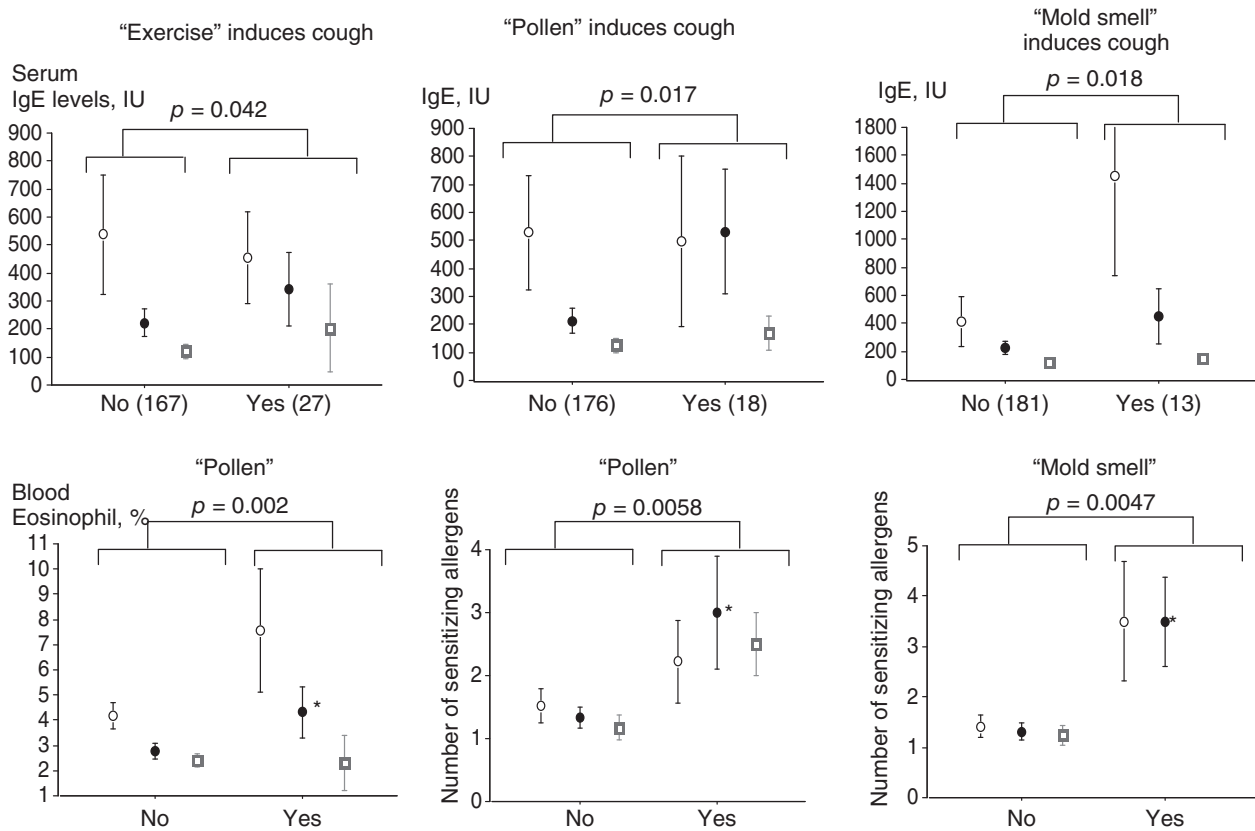 “Exercise” induces cough
Serum
IgE levels, IU
p = 0.042
900
800
700
600
500
400
300
200
100
0
No (167)
Yes (27)
“Pollen” induces cough
IgE, IU
p = 0.017
900
800
700
600
500
400
300
200
100
0
No (176)
Yes (18)
“Mold smell”
induces cough
IgE, IU
p = 0.018
1800
1600
1400
1200
1000
800
600
400
200
0
No (181)
Yes (13)
“Pollen”
Blood
Eosinophil, %
p = 0.002
11
10
9
8
7
6
5
4
3
2
1
*
No
Yes
“Pollen”
p = 0.0058
Number of sensitizing allergens
4
3
2
1
0
*
No
Yes
“Mold smell”
p = 0.0047
Number of sensitizing allergens
5
4
3
2
1
0
*
No
Yes